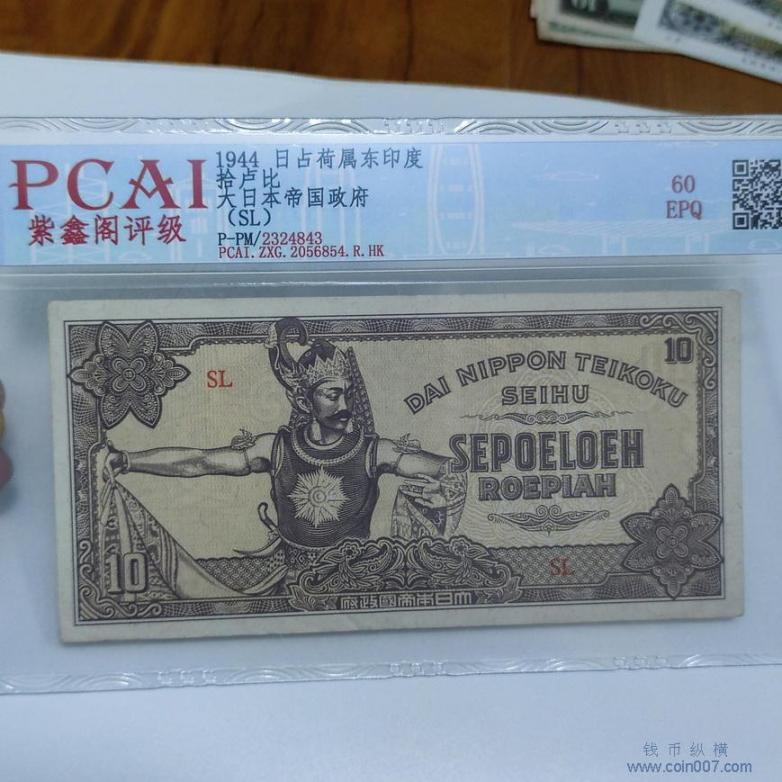 PCAI
紫鑫阁评级
1944 日占荷属东印度
拾卢比
大日本帝国政府
(SL)
P-PM/2324843
PCAI.ZXG.2056854.R.HK
60
EPQ
10
SL
DAI NIPPON TEIKOKU
SEIHU
SEPOELOEH
ROEPIAH
SL
10
府政國帝本日大
钱币纵横
www.coin007.com